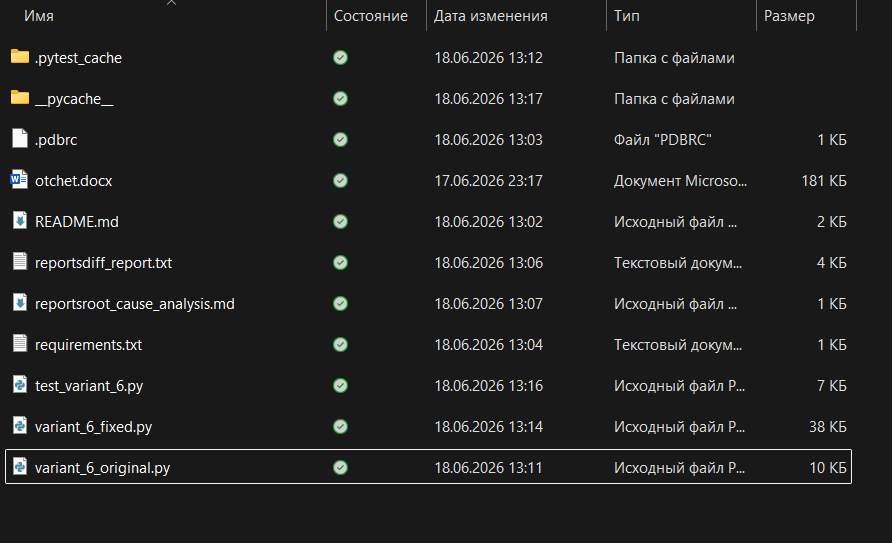 Имя Состояние Дата изменения Тип Размер
.pytest_cache 18.06.2026 13:12 Папка с файлами
__pycache__ 18.06.2026 13:17 Папка с файлами
.pdbrc 18.06.2026 13:03 Файл "PDBRC" 1 КБ
otchet.docx 17.06.2026 23:17 Документ Microso... 181 КБ
README.md 18.06.2026 13:02 Исходный файл ... 2 КБ
reportsdiff_report.txt 18.06.2026 13:06 Текстовый докум... 4 КБ
reportsroot_cause_analysis.md 18.06.2026 13:07 Исходный файл ... 1 КБ
requirements.txt 18.06.2026 13:04 Текстовый докум... 1 КБ
test_variant_6.py 18.06.2026 13:16 Исходный файл P... 7 КБ
variant_6_fixed.py 18.06.2026 13:14 Исходный файл P... 38 КБ
variant_6_original.py 18.06.2026 13:11 Исходный файл P... 10 КБ